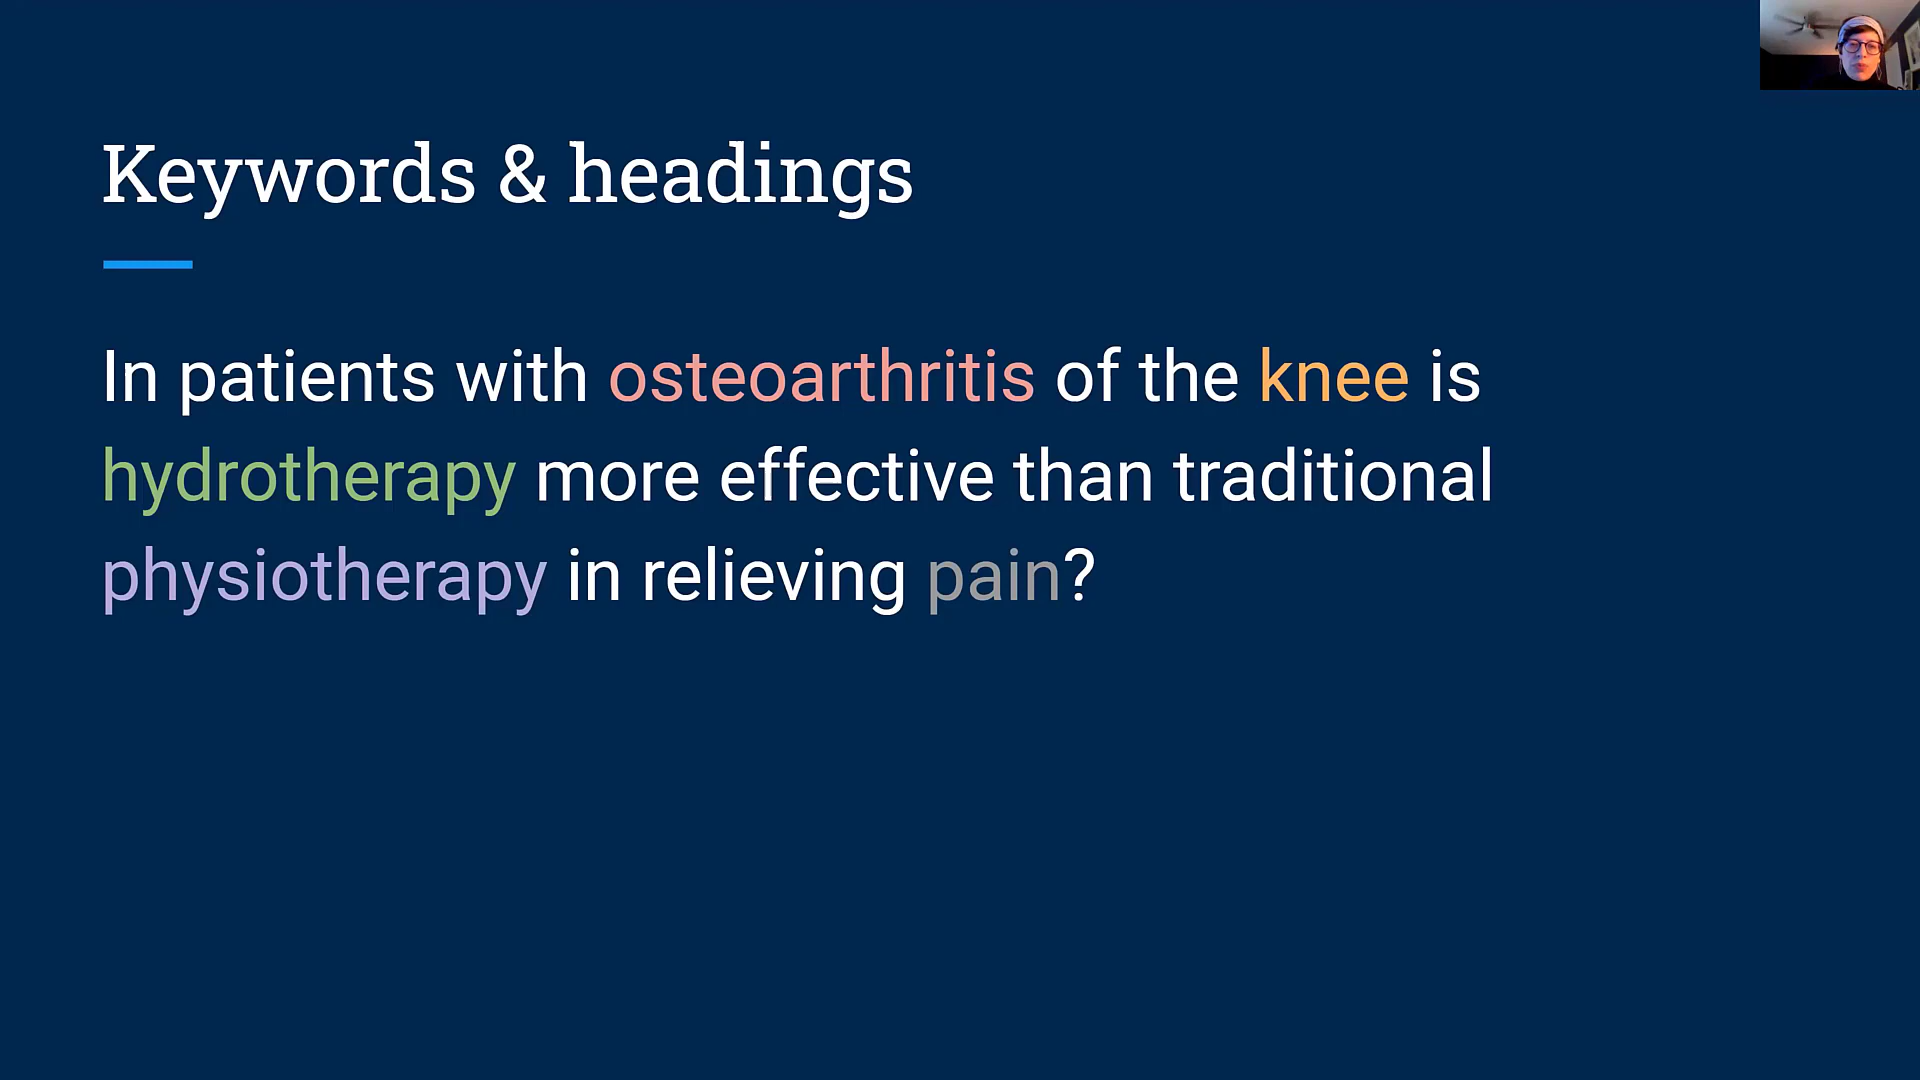 Keywords & headings
In patients with osteoarthritis of the knee is
hydrotherapy more effective than traditional
physiotherapy in relieving pain?